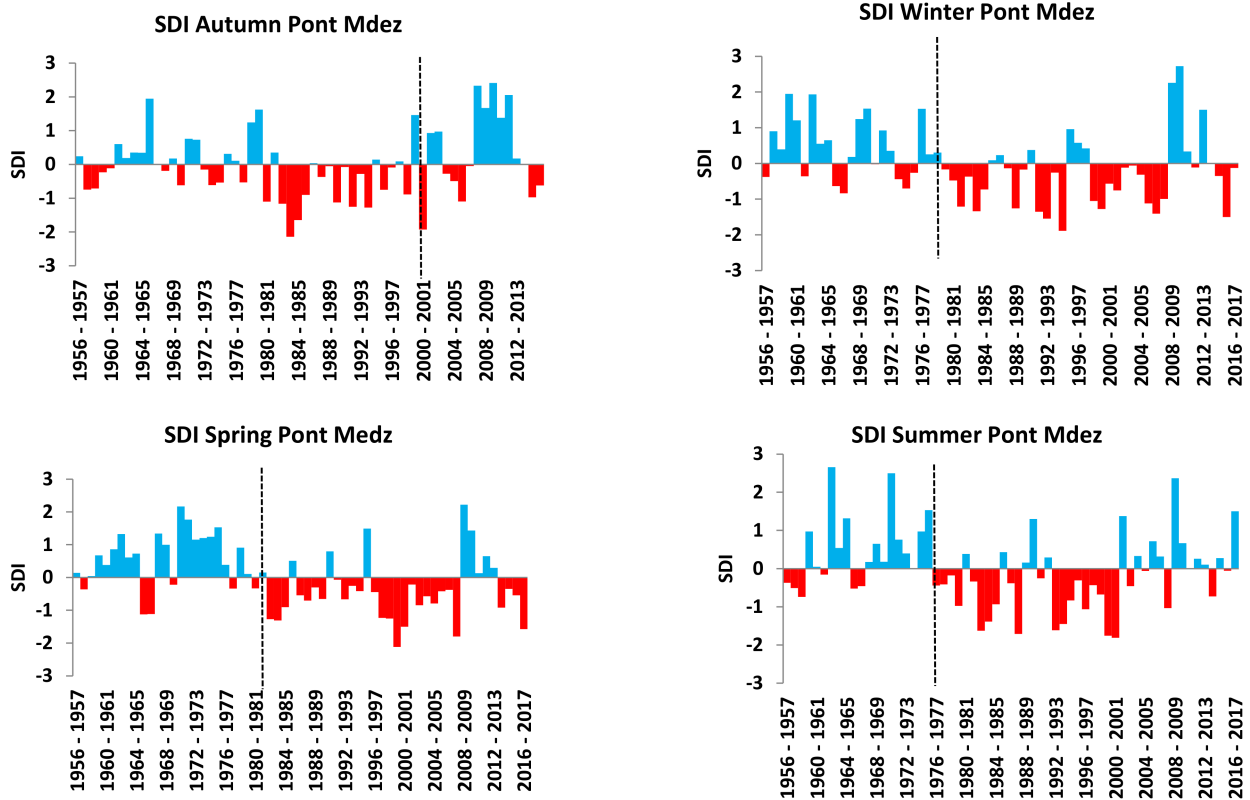 SDI Autumn Pont Mdez
3
2
1
0
-1
-2
-3
SDI
1956 - 1957
1960 - 1961
1964 - 1965
1968 - 1969
1972 - 1973
1976 - 1977
1980 - 1981
1984 - 1985
1988 - 1989
1992 - 1993
1996 - 1997
2000 - 2001
2004 - 2005
2008 - 2009
2012 - 2013
SDI Winter Pont Mdez
3
2
1
0
-1
-2
-3
SDI
1956 - 1957
1960 - 1961
1964 - 1965
1968 - 1969
1972 - 1973
1976 - 1977
1980 - 1981
1984 - 1985
1988 - 1989
1992 - 1993
1996 - 1997
2000 - 2001
2004 - 2005
2008 - 2009
2012 - 2013
2016 - 2017
SDI Spring Pont Medz
3
2
1
0
-1
-2
-3
SDI
1956 - 1957
1960 - 1961
1964 - 1965
1968 - 1969
1972 - 1973
1976 - 1977
1980 - 1981
1984 - 1985
1988 - 1989
1992 - 1993
1996 - 1997
2000 - 2001
2004 - 2005
2008 - 2009
2012 - 2013
2016 - 2017
SDI Summer Pont Mdez
3
2
1
0
-1
-2
-3
SDI
1956 - 1957
1960 - 1961
1964 - 1965
1968 - 1969
1972 - 1973
1976 - 1977
1980 - 1981
1984 - 1985
1988 - 1989
1992 - 1993
1996 - 1997
2000 - 2001
2004 - 2005
2008 - 2009
2012 - 2013
2016 - 2017